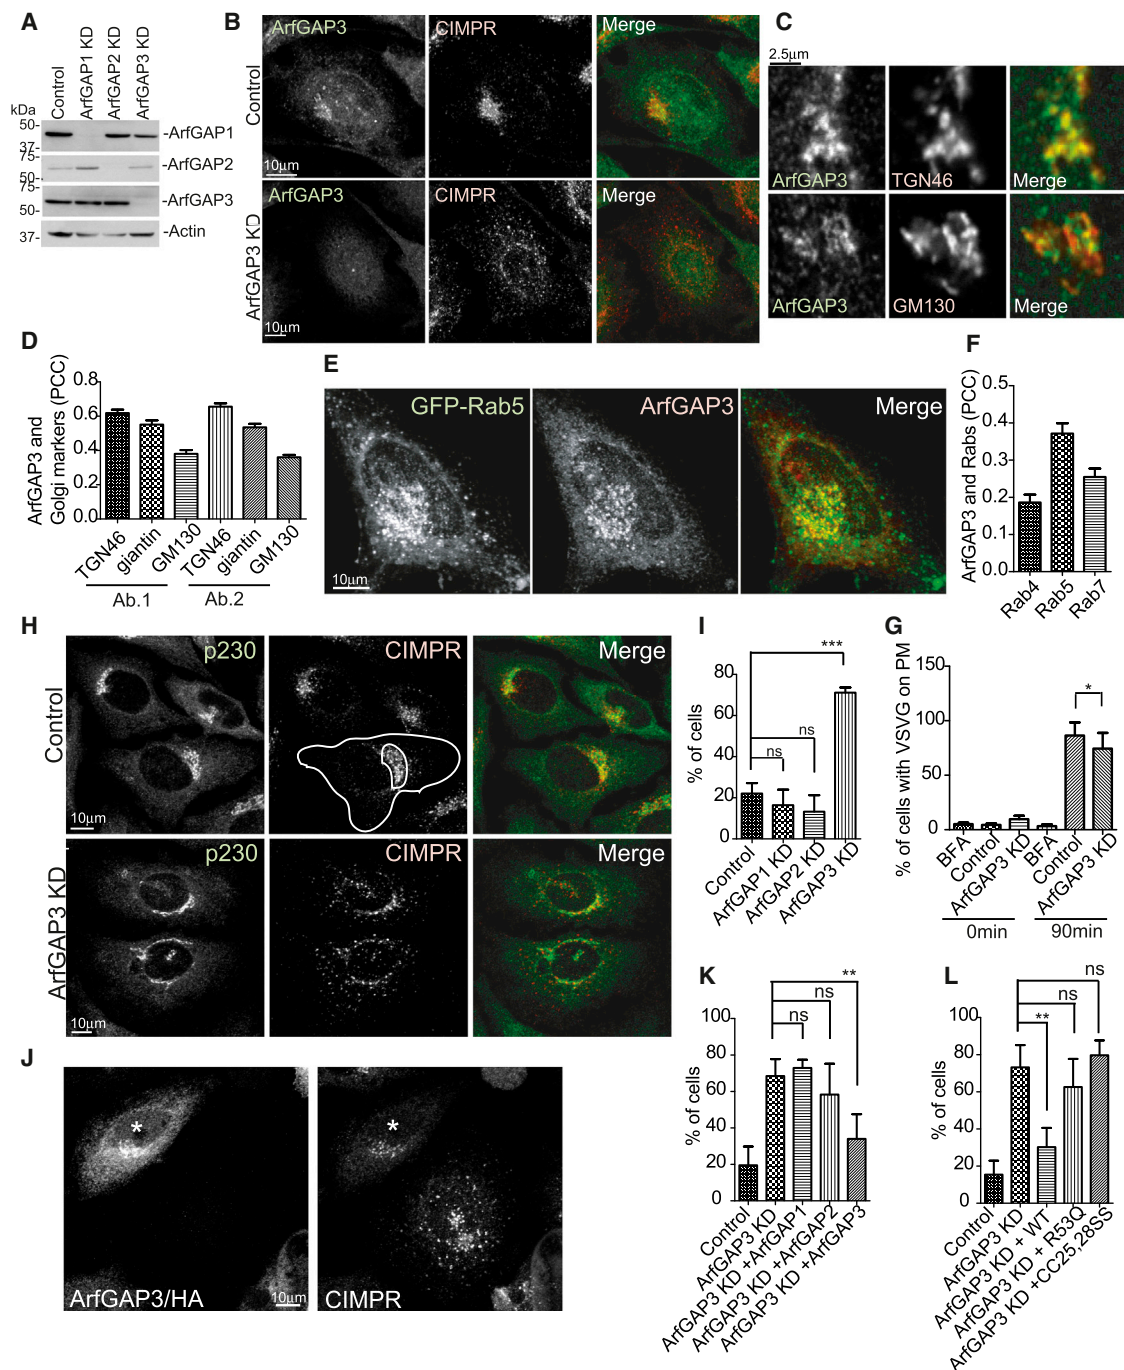 A
Control
ArfGAP1 KD
ArfGAP2 KD
ArfGAP3 KD
kDa
50-
37-
-ArfGAP1
75-
50-
-ArfGAP2
75-
50-
-ArfGAP3
37-
-Actin
B
ArfGAP3
CIMPR
Merge
Control
10μm
ArfGAP3
CIMPR
Merge
ArfGAP3 KD
10μm
C
2.5μm
ArfGAP3
TGN46
Merge
ArfGAP3
GM130
Merge
D
ArfGAP3 and
Golgi markers (PCC)
0.8
0.6
0.4
0.2
0.0
TGN46
giantin
GM130
TGN46
giantin
GM130
Ab.1
Ab.2
E
GFP-Rab5
ArfGAP3
Merge
10μm
F
ArfGAP3 and Rabs (PCC)
0.5
0.4
0.3
0.2
0.1
0.0
Rab4
Rab5
Rab7
H
p230
CIMPR
Merge
Control
10μm
p230
CIMPR
Merge
ArfGAP3 KD
10μm
I
% of cells
80
60
40
20
0
***
ns
ns
Control
ArfGAP1 KD
ArfGAP2 KD
ArfGAP3 KD
G
% of cells with VSVG on PM
150
100
50
0
*
BFA
Control
ArfGAP3 KD
BFA
Control
ArfGAP3 KD
0min
90min
J
*
ArfGAP3/HA
10μm
*
CIMPR
K
% of cells
100
80
60
40
20
0
**
ns
ns
Control
ArfGAP3 KD
ArfGAP3 KD +ArfGAP1
ArfGAP3 KD +ArfGAP2
ArfGAP3 KD +ArfGAP3
L
% of cells
100
80
60
40
20
0
ns
ns
**
Control
ArfGAP3 KD
ArfGAP3 KD + WT
ArfGAP3 KD + R53Q
ArfGAP3 KD +CC25,28SS